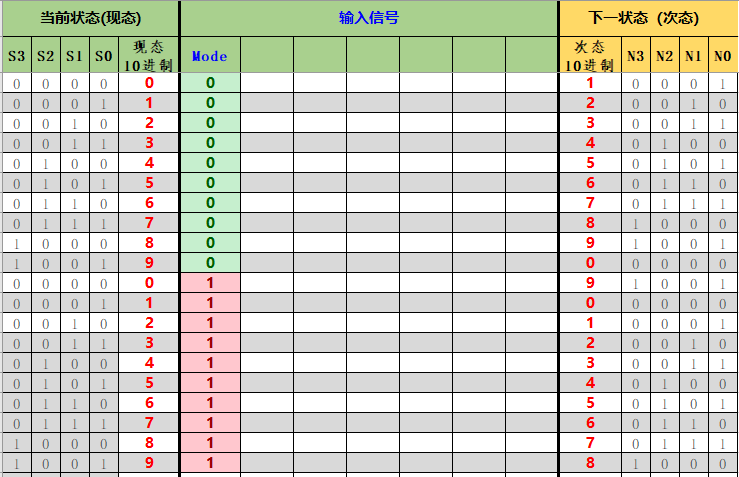 当前状态(现态) 输入信号 下一状态 (次态)
S3 S2 S1 S0 现态 10进制 Mode 次态 10进制 N3 N2 N1 N0
0 0 0 0 0 0 1 0 0 0 1
0 0 0 1 1 0 2 0 0 1 0
0 0 1 0 2 0 3 0 0 1 1
0 0 1 1 3 0 4 0 1 0 0
0 1 0 0 4 0 5 0 1 0 1
0 1 0 1 5 0 6 0 1 1 0
0 1 1 0 6 0 7 0 1 1 1
0 1 1 1 7 0 8 1 0 0 0
1 0 0 0 8 0 9 1 0 0 1
1 0 0 1 9 0 0 0 0 0 0
0 0 0 0 0 1 9 1 0 0 1
0 0 0 1 1 1 0 0 0 0 0
0 0 1 0 2 1 1 0 0 0 1
0 0 1 1 3 1 2 0 0 1 0
0 1 0 0 4 1 3 0 0 1 1
0 1 0 1 5 1 4 0 1 0 0
0 1 1 0 6 1 5 0 1 0 1
0 1 1 1 7 1 6 0 1 1 0
1 0 0 0 8 1 7 0 1 1 1
1 0 0 1 9 1 8 1 0 0 0